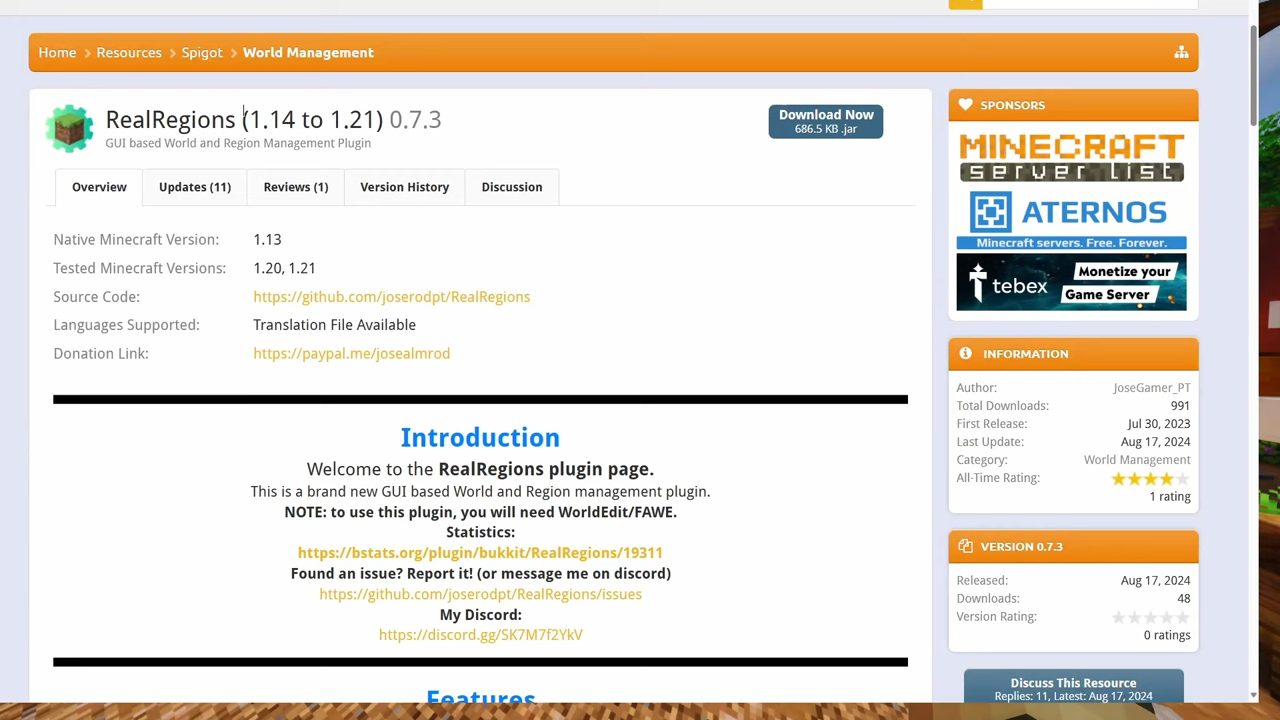 Home > Resources > Spigot > World Management
RealRegions (1.14 to 1.21) 0.7.3
GUI based World and Region Management Plugin
Download Now
686.5 KB .jar
Overview
Updates (11)
Reviews (1)
Version History
Discussion
Native Minecraft Version: 1.13
Tested Minecraft Versions: 1.20, 1.21
Source Code: https://github.com/joserodpt/RealRegions
Languages Supported: Translation File Available
Donation Link: https://paypal.me/josealmrod
Introduction
Welcome to the RealRegions plugin page.
This is a brand new GUI based World and Region management plugin.
NOTE: to use this plugin, you will need WorldEdit/FAWE.
Statistics:
https://bstats.org/plugin/bukkit/RealRegions/19311
Found an issue? Report it! (or message me on discord)
https://github.com/joserodpt/RealRegions/issues
My Discord:
https://discord.gg/SK7M7f2YkV
Features
SPONSORS
MINECRAFT
server list
ATERNOS
Minecraft servers. Free. Forever.
tebex
Monetize your
Game Server
INFORMATION
Author: JoseGamer_PT
Total Downloads: 991
First Release: Jul 30, 2023
Last Update: Aug 17, 2024
Category: World Management
All-Time Rating:
1 rating
VERSION 0.7.3
Released: Aug 17, 2024
Downloads: 48
Version Rating:
0 ratings
Discuss This Resource
Replies: 11, Latest: Aug 17, 2024